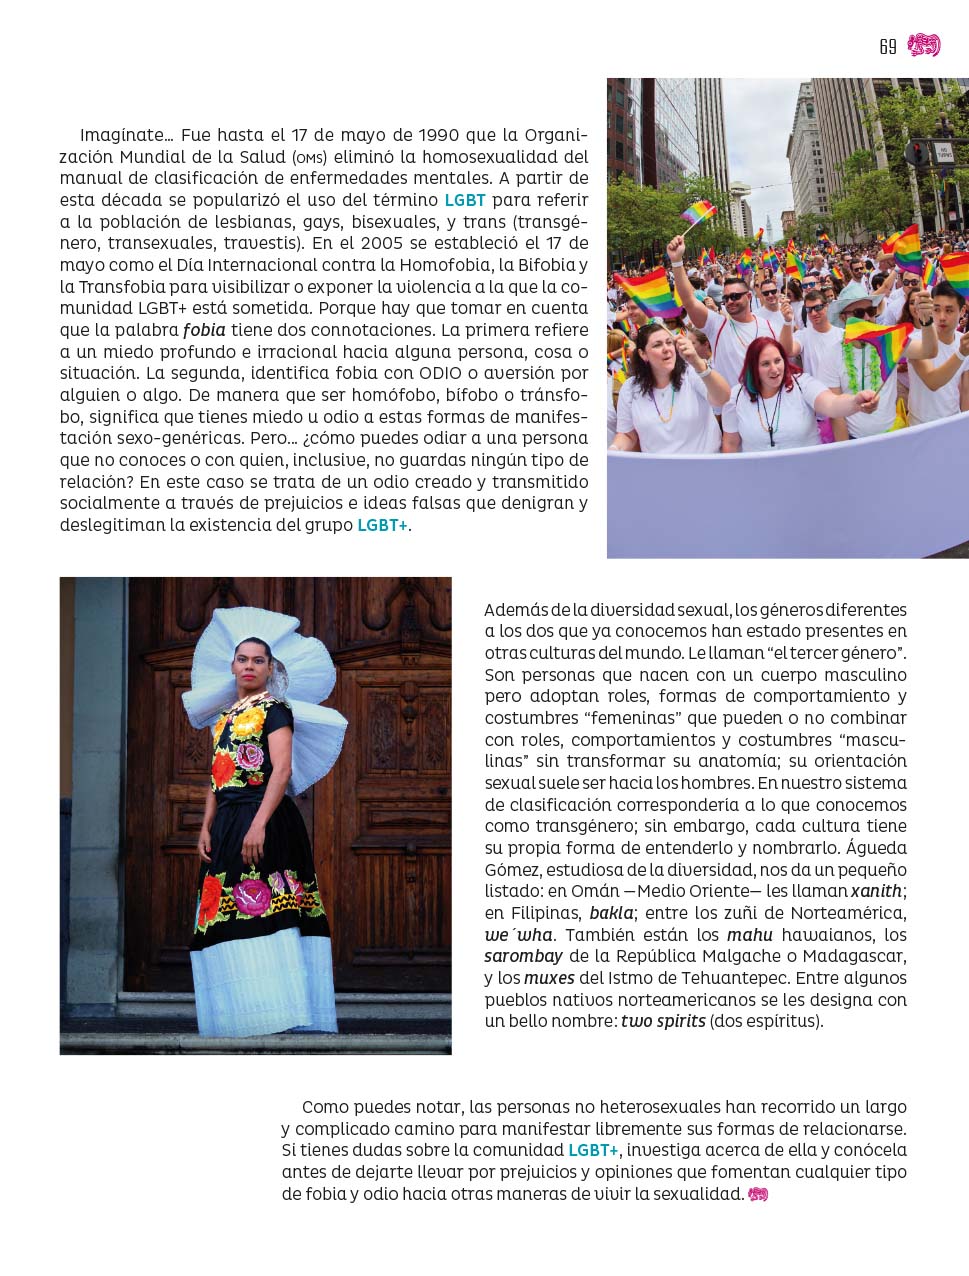 69
Imagínate... Fue hasta el 17 de mayo de 1990 que la Organi-
zación Mundial de la Salud (OMS) eliminó la homosexualidad del
manual de clasificación de enfermedades mentales. A partir de
esta década se popularizó el uso del término LGBT para referir
a la población de lesbianas, gays, bisexuales, y trans (transgé-
nero, transexuales, travestis). En el 2005 se estableció el 17 de
mayo como el Día Internacional contra la Homofobia, la Bifobia y
la Transfobia para visibilizar o exponer la violencia a la que la co-
munidad LGBT+ está sometida. Porque hay que tomar en cuenta
que la palabra fobia tiene dos connotaciones. La primera refiere
a un miedo profundo e irracional hacia alguna persona, cosa o
situación. La segunda, identifica fobia con ODIO o aversión por
alguien o algo. De manera que ser homófobo, bífobo o tránsfo-
bo, significa que tienes miedo u odio a estas formas de manifes-
tación sexo-genéricas. Pero... ¿cómo puedes odiar a una persona
que no conoces o con quien, inclusive, no guardas ningún tipo de
relación? En este caso se trata de un odio creado y transmitido
socialmente a través de prejuicios e ideas falsas que denigran y
deslegitiman la existencia del grupo LGBT+.
NO
TURNS
Además de la diversidad sexual, los géneros diferentes
a los dos que ya conocemos han estado presentes en
otras culturas del mundo. Le llaman “el tercer género”.
Son personas que nacen con un cuerpo masculino
pero adoptan roles, formas de comportamiento y
costumbres “femeninas” que pueden o no combinar
con roles, comportamientos y costumbres “mascu-
linas” sin transformar su anatomía; su orientación
sexual suele ser hacia los hombres. En nuestro sistema
de clasificación correspondería a lo que conocemos
como transgénero; sin embargo, cada cultura tiene
su propia forma de entenderlo y nombrarlo. Águeda
Gómez, estudiosa de la diversidad, nos da un pequeño
listado: en Omán —Medio Oriente— les llaman xanith;
en Filipinas, bakla; entre los zuñi de Norteamérica,
we´wha. También están los mahu hawaianos, los
sarombay de la República Malgache o Madagascar,
y los muxes del Istmo de Tehuantepec. Entre algunos
pueblos nativos norteamericanos se les designa con
un bello nombre: two spirits (dos espíritus).
Como puedes notar, las personas no heterosexuales han recorrido un largo
y complicado camino para manifestar libremente sus formas de relacionarse.
Si tienes dudas sobre la comunidad LGBT+, investiga acerca de ella y conócela
antes de dejarte llevar por prejuicios y opiniones que fomentan cualquier tipo
de fobia y odio hacia otras maneras de vivir la sexualidad.